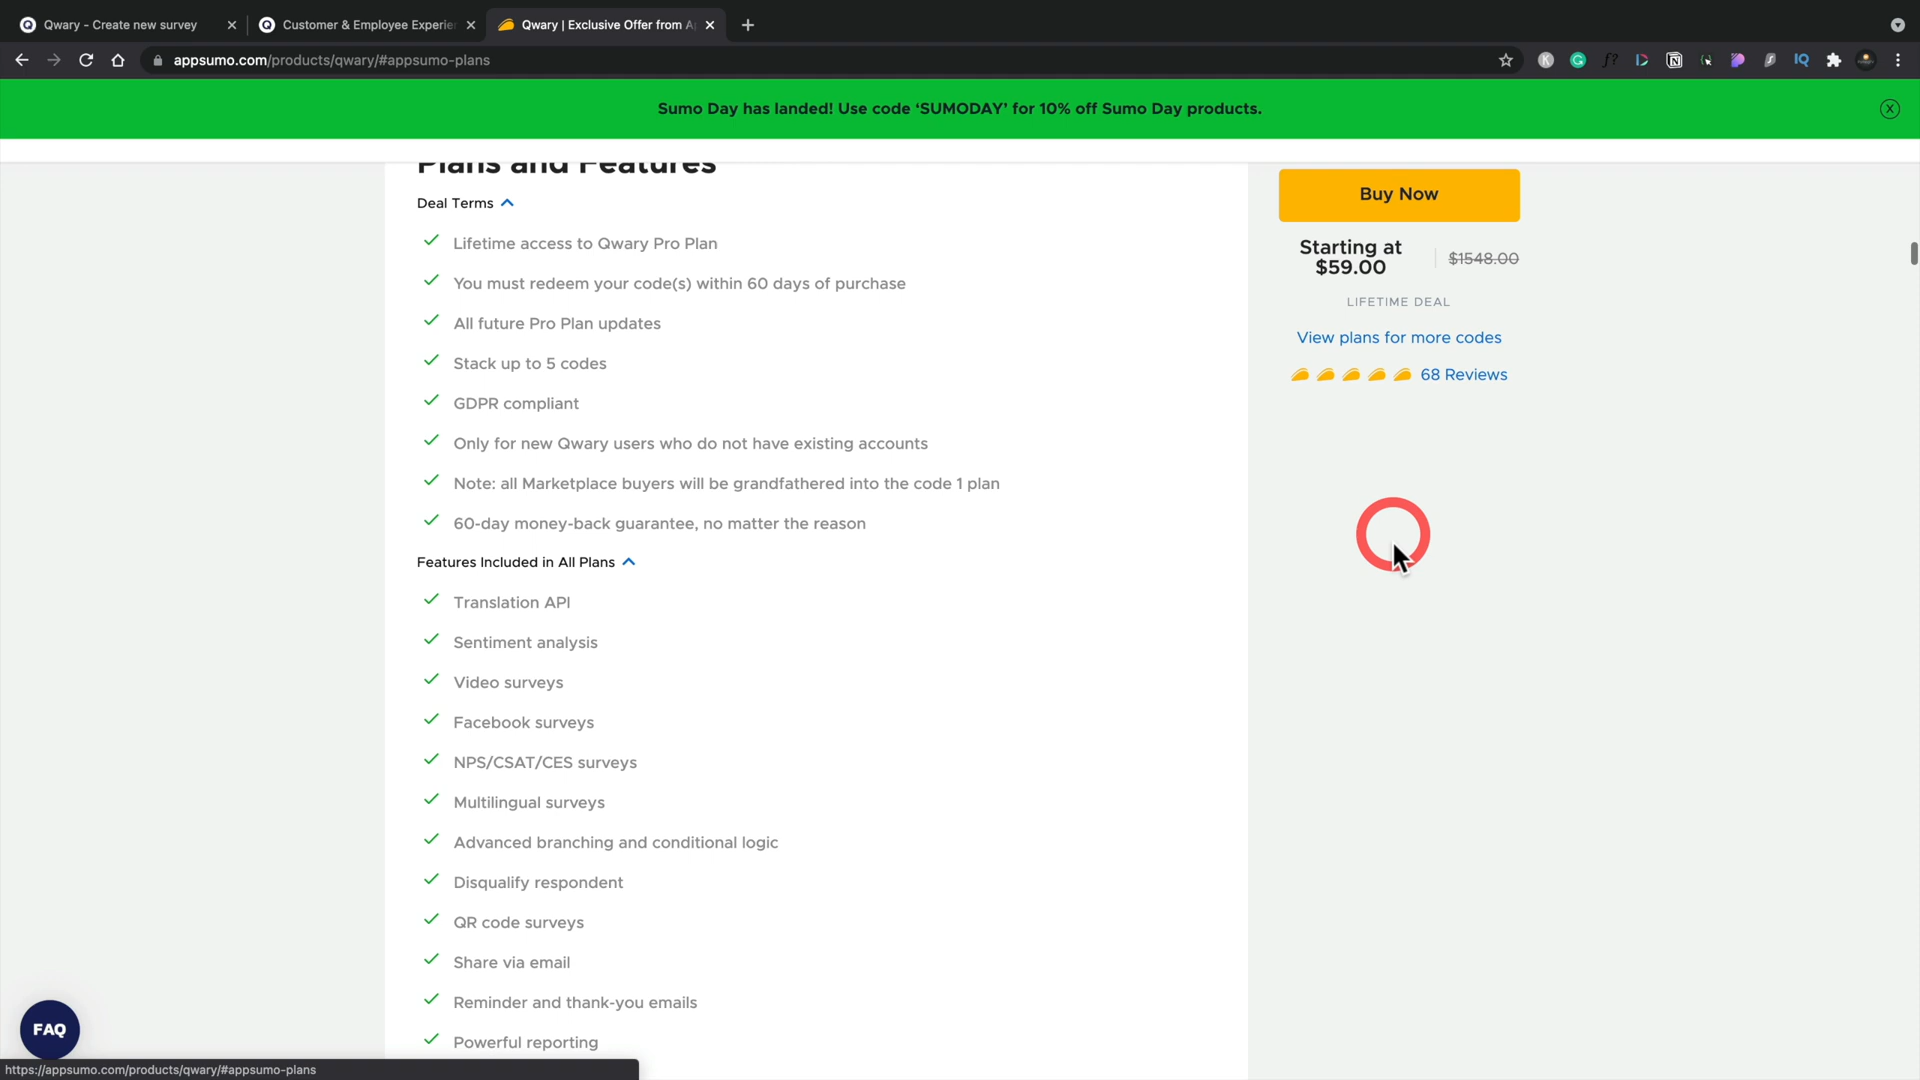 Qwary - Create new survey
Customer & Employee Experie
Qwary | Exclusive Offer from A
appsumo.com/products/qwary/#appsumo-plans
Sumo Day has landed! Use code ‘SUMODAY’ for 10% off Sumo Day products.
Plans and Features
Deal Terms
Lifetime access to Qwary Pro Plan
You must redeem your code(s) within 60 days of purchase
All future Pro Plan updates
Stack up to 5 codes
GDPR compliant
Only for new Qwary users who do not have existing accounts
Note: all Marketplace buyers will be grandfathered into the code 1 plan
60-day money-back guarantee, no matter the reason
Features Included in All Plans
Translation API
Sentiment analysis
Video surveys
Facebook surveys
NPS/CSAT/CES surveys
Multilingual surveys
Advanced branching and conditional logic
Disqualify respondent
QR code surveys
Share via email
Reminder and thank-you emails
Powerful reporting
Buy Now
Starting at
$59.00
$1548.00
LIFETIME DEAL
View plans for more codes
68 Reviews
FAQ
https://appsumo.com/products/qwary/#appsumo-plans